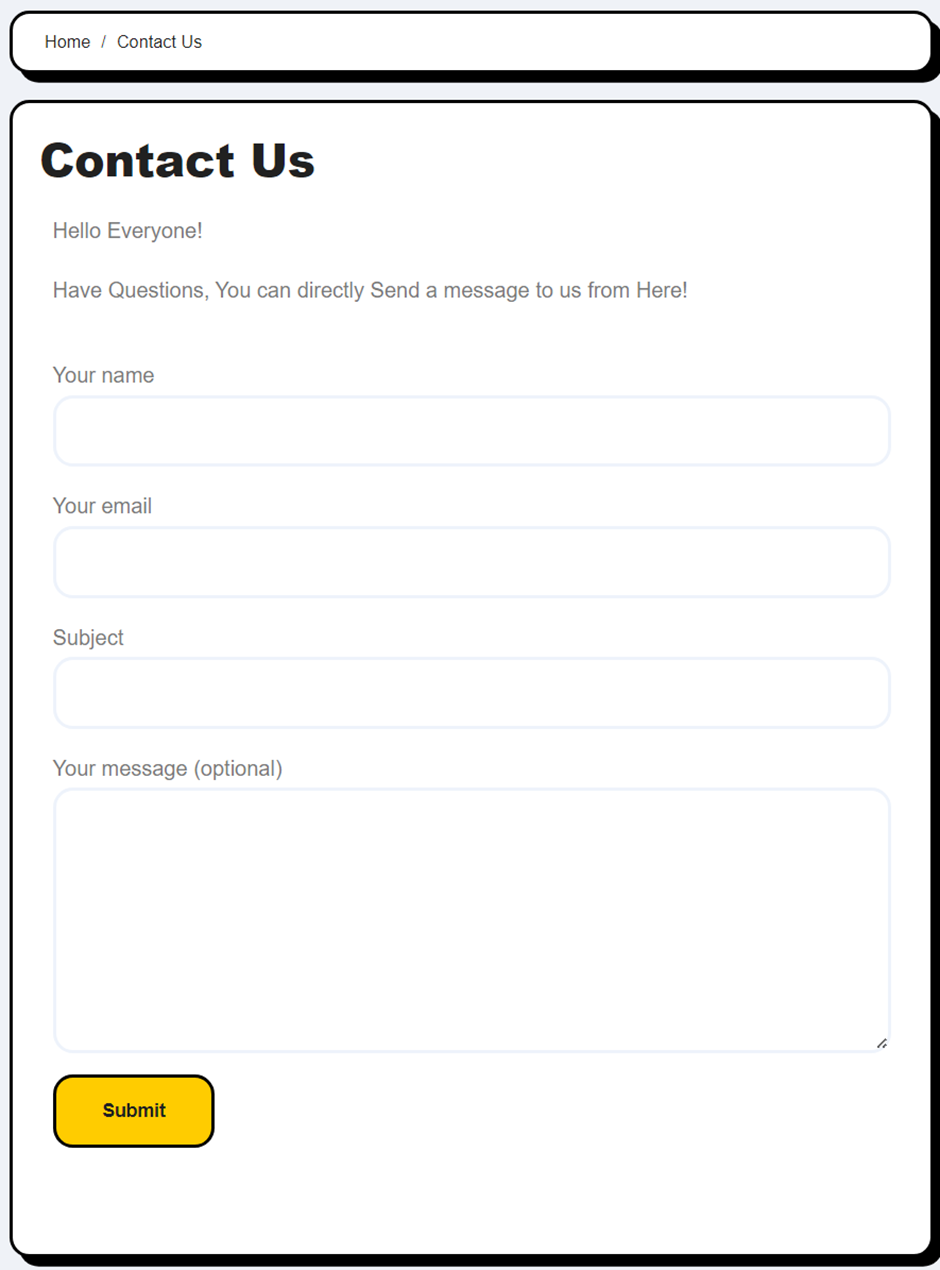 Home / Contact Us
Contact Us
Hello Everyone!
Have Questions, You can directly Send a message to us from Here!
Your name
Your email
Subject
Your message (optional)
Submit